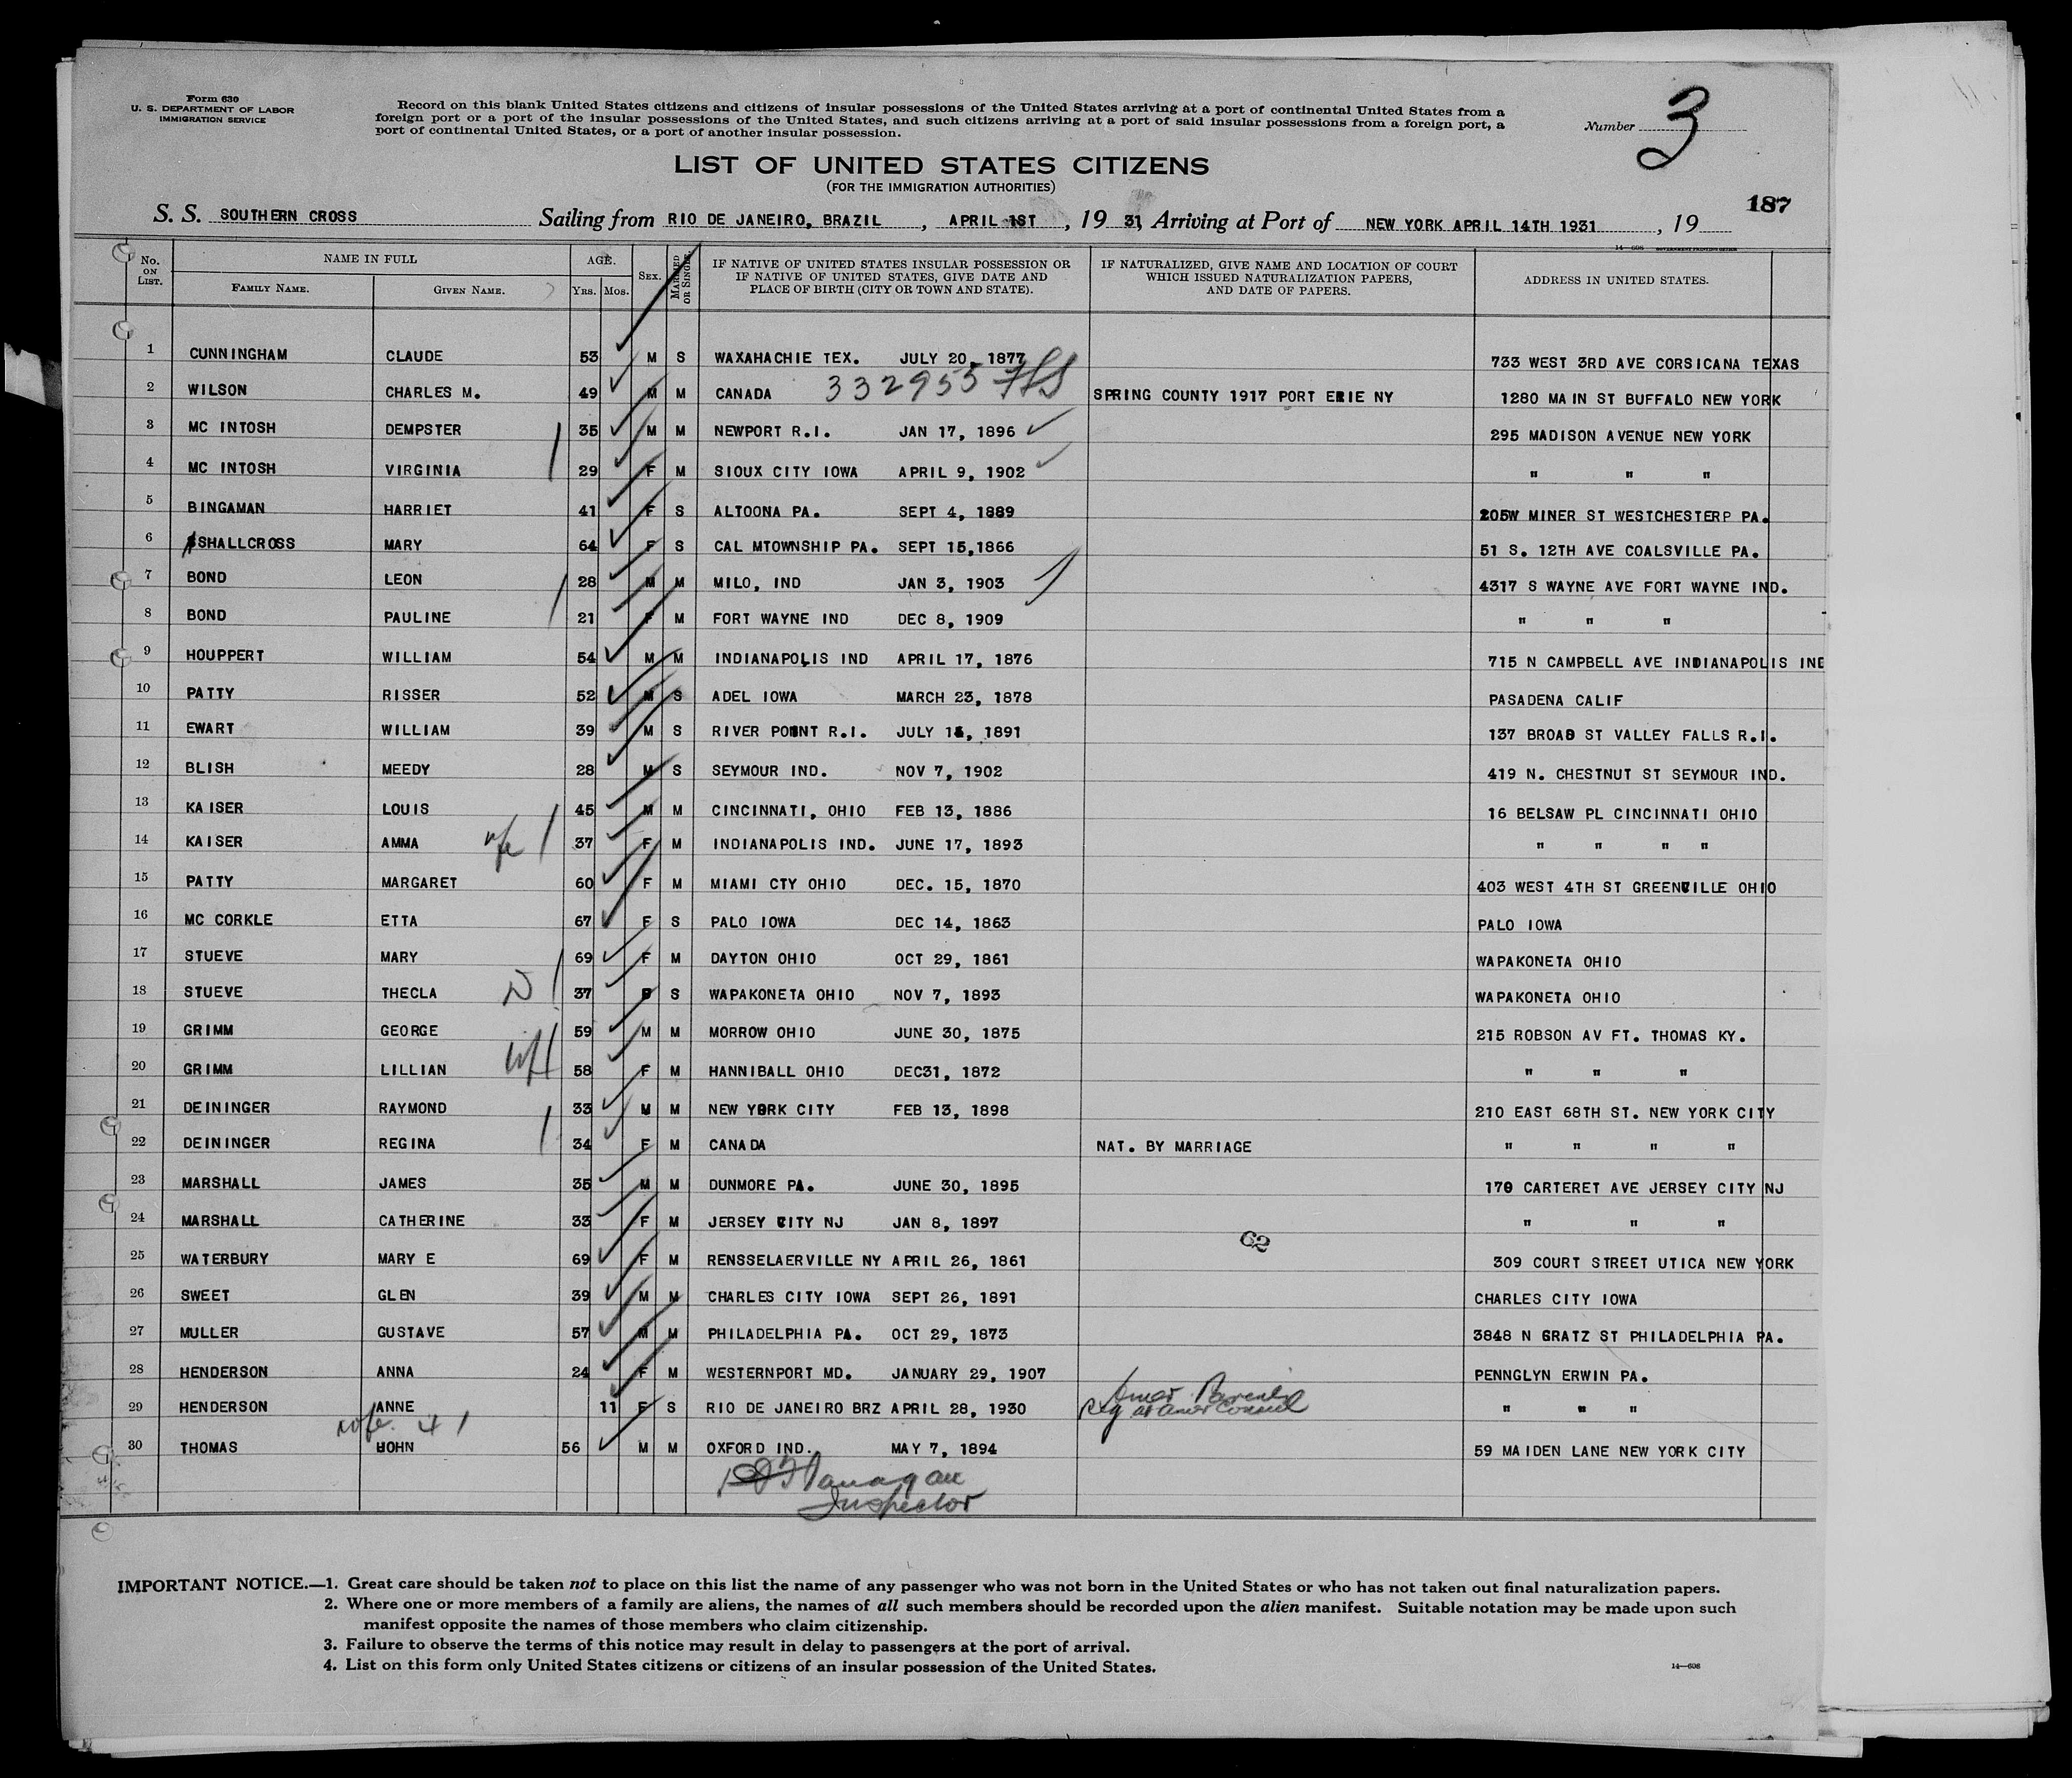 Form 630
U. S. DEPARTMENT OF LABOR
IMMIGRATION SERVICE
Record on this blank United States citizens and citizens of insular possessions of the United States arriving at a port of continental United States from a
foreign port or a port of the insular possessions of the United States, and such citizens arriving at a port of said insular possessions from a foreign port, a
port of continental United States, or a port of another insular possession.
Number 3
LIST OF UNITED STATES CITIZENS
(FOR THE IMMIGRATION AUTHORITIES)
187
S. S. SOUTHERN CROSS Sailing from RIO DE JANEIRO, BRAZIL , APRIL 1ST , 19 31, Arriving at Port of NEW YORK APRIL 14TH 1931 , 19
14—608 GOVERNMENT PRINTING OFFICE
No. ON LIST. NAME IN FULL FAMILY NAME. GIVEN NAME. AGE. Yrs. Mos. SEX. MARRIED OR SINGLE. IF NATIVE OF UNITED STATES INSULAR POSSESSION OR IF NATIVE OF UNITED STATES, GIVE DATE AND PLACE OF BIRTH (CITY OR TOWN AND STATE). IF NATURALIZED, GIVE NAME AND LOCATION OF COURT WHICH ISSUED NATURALIZATION PAPERS, AND DATE OF PAPERS. ADDRESS IN UNITED STATES.
1 CUNNINGHAM CLAUDE 53 M S WAXAHACHIE TEX. JULY 20, 1877 733 WEST 3RD AVE CORSICANA TEXAS
2 WILSON CHARLES M. 49 M M CANADA 332955 SPRING COUNTY 1917 PORT ERIE NY 1280 MAIN ST BUFFALO NEW YORK
3 MC INTOSH DEMPSTER 35 M M NEWPORT R.I. JAN 17, 1896 295 MADISON AVENUE NEW YORK
4 MC INTOSH VIRGINIA 29 F M SIOUX CITY IOWA APRIL 9, 1902 " " "
5 BINGAMAN HARRIET 41 F S ALTOONA PA. SEPT 4, 1889 205W MINER ST WESTCHESTERP PA.
6 SHALLCROSS MARY 64 F S CAL MTOWNSHIP PA. SEPT 15,1866 51 S. 12TH AVE COALSVILLE PA.
7 BOND LEON 28 M M MILO, IND JAN 3, 1903 4317 S WAYNE AVE FORT WAYNE IND.
8 BOND PAULINE 21 F M FORT WAYNE IND DEC 8, 1909 " " "
9 HOUPPERT WILLIAM 54 M M INDIANAPOLIS IND APRIL 17, 1876 715 N CAMPBELL AVE INDIANAPOLIS IND
10 PATTY RISSER 52 M S ADEL IOWA MARCH 23, 1878 PASADENA CALIF
11 EWART WILLIAM 39 M S RIVER POINT R.I. JULY 1, 1891 137 BROAD ST VALLEY FALLS R.I.
12 BLISH MEEDY 28 M S SEYMOUR IND. NOV 7, 1902 419 N. CHESTNUT ST SEYMOUR IND.
13 KAISER LOUIS 45 M M CINCINNATI, OHIO FEB 13, 1886 16 BELSAW PL CINCINNATI OHIO
14 KAISER AMMA wfe 37 F M INDIANAPOLIS IND. JUNE 17, 1893 " " " "
15 PATTY MARGARET 60 F M MIAMI CTY OHIO DEC. 15, 1870 403 WEST 4TH ST GREENVILLE OHIO
16 MC CORKLE ETTA 67 F S PALO IOWA DEC 14, 1863 PALO IOWA
17 STUEVE MARY 69 F M DAYTON OHIO OCT 29, 1861 WAPAKONETA OHIO
18 STUEVE THECLA D 37 F S WAPAKONETA OHIO NOV 7, 1893 WAPAKONETA OHIO
19 GRIMM GEORGE 59 M M MORROW OHIO JUNE 30, 1875 215 ROBSON AV FT. THOMAS KY.
20 GRIMM LILLIAN wf 58 F M HANNIBALL OHIO DEC31, 1872 " " "
21 DEININGER RAYMOND 33 M M NEW YORK CITY FEB 13, 1898 210 EAST 68TH ST. NEW YORK CITY
22 DEININGER REGINA 34 F M CANADA NAT. BY MARRIAGE " " " "
23 MARSHALL JAMES 35 M M DUNMORE PA. JUNE 30, 1895 170 CARTERET AVE JERSEY CITY NJ
24 MARSHALL CATHERINE 33 F M JERSEY CITY NJ JAN 8, 1897 " " "
62
25 WATERBURY MARY E 69 F M RENSSELAERVILLE NY APRIL 26, 1861 309 COURT STREET UTICA NEW YORK
26 SWEET GLEN 39 M M CHARLES CITY IOWA SEPT 26, 1891 CHARLES CITY IOWA
27 MULLER GUSTAVE 57 M M PHILADELPHIA PA. OCT 29, 1873 3848 N GRATZ ST PHILADELPHIA PA.
28 HENDERSON ANNA 24 F M WESTERNPORT MD. JANUARY 29, 1907 PENNGLYN ERWIN PA.
Amer. Parents
29 HENDERSON ANNE 11 F S RIO DE JANEIRO BRZ APRIL 28, 1930 Reg at Amer Consul " " "
wfe. 4 1
30 THOMAS JOHN 56 M M OXFORD IND. MAY 7, 1894 59 MAIDEN LANE NEW YORK CITY
Flanagan
Inspector
IMPORTANT NOTICE.—1. Great care should be taken not to place on this list the name of any passenger who was not born in the United States or who has not taken out final naturalization papers.
2. Where one or more members of a family are aliens, the names of all such members should be recorded upon the alien manifest. Suitable notation may be made upon such
manifest opposite the names of those members who claim citizenship.
3. Failure to observe the terms of this notice may result in delay to passengers at the port of arrival.
4. List on this form only United States citizens or citizens of an insular possession of the United States.
14—608